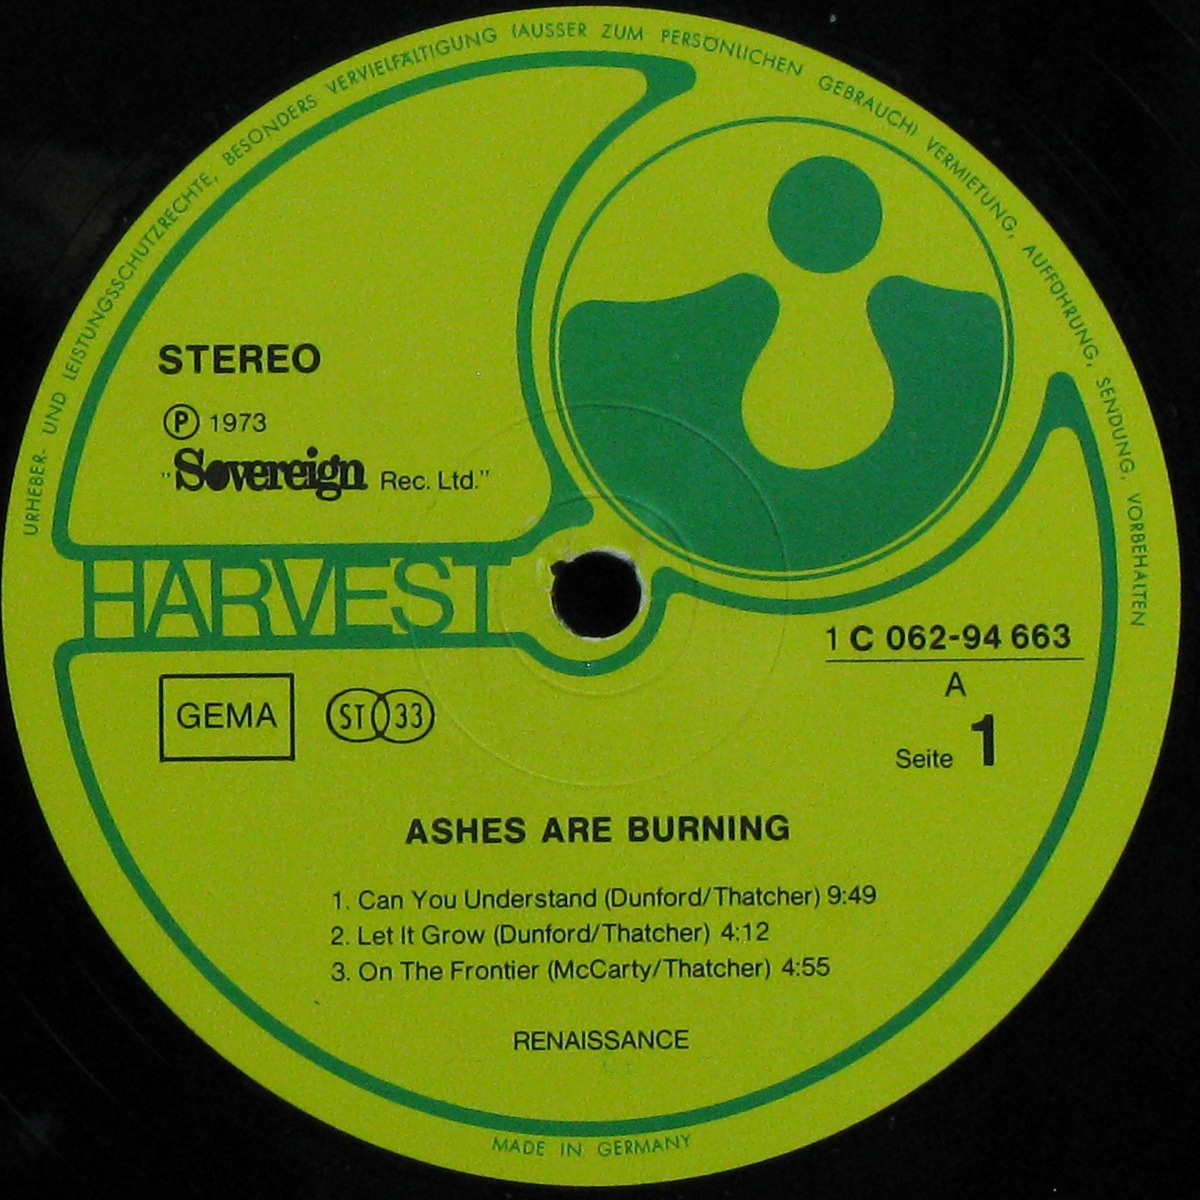 URHEBER- UND LEISTUNGSSCHUTZRECHTE, BESONDERS VERVIELFÄLTIGUNG (AUSSER ZUM PERSÖNLICHEN GEBRAUCH) VERMIETUNG, AUFFÜHRUNG, SENDUNG, VORBEHALTEN
STEREO
Ⓟ 1973
"Sovereign Rec. Ltd."
HARVEST
1 C 062-94 663
A
GEMA ST 33
Seite 1
ASHES ARE BURNING
1. Can You Understand (Dunford/Thatcher) 9:49
2. Let It Grow (Dunford/Thatcher) 4:12
3. On The Frontier (McCarty/Thatcher) 4:55
RENAISSANCE
MADE IN GERMANY